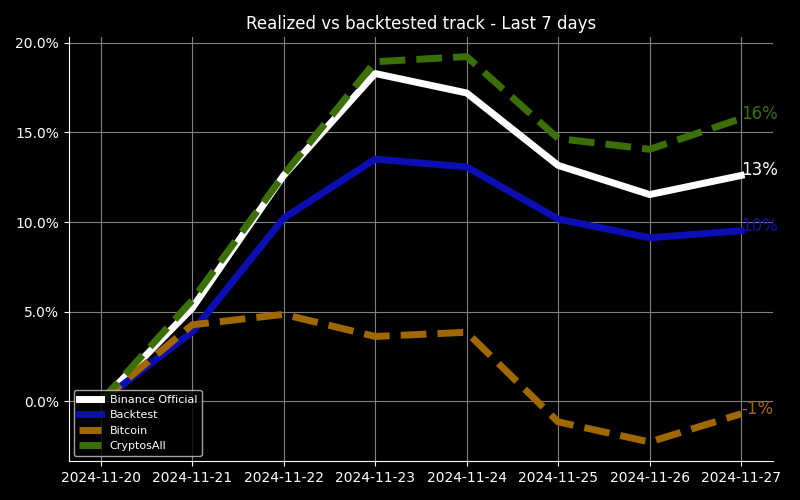 Realized vs backtested track - Last 7 days
20.0%
15.0%
10.0%
5.0%
0.0%
16%
13%
10%
-1%
Binance Official
Backtest
Bitcoin
CryptosAll
2024-11-20 2024-11-21 2024-11-22 2024-11-23 2024-11-24 2024-11-25 2024-11-26 2024-11-27